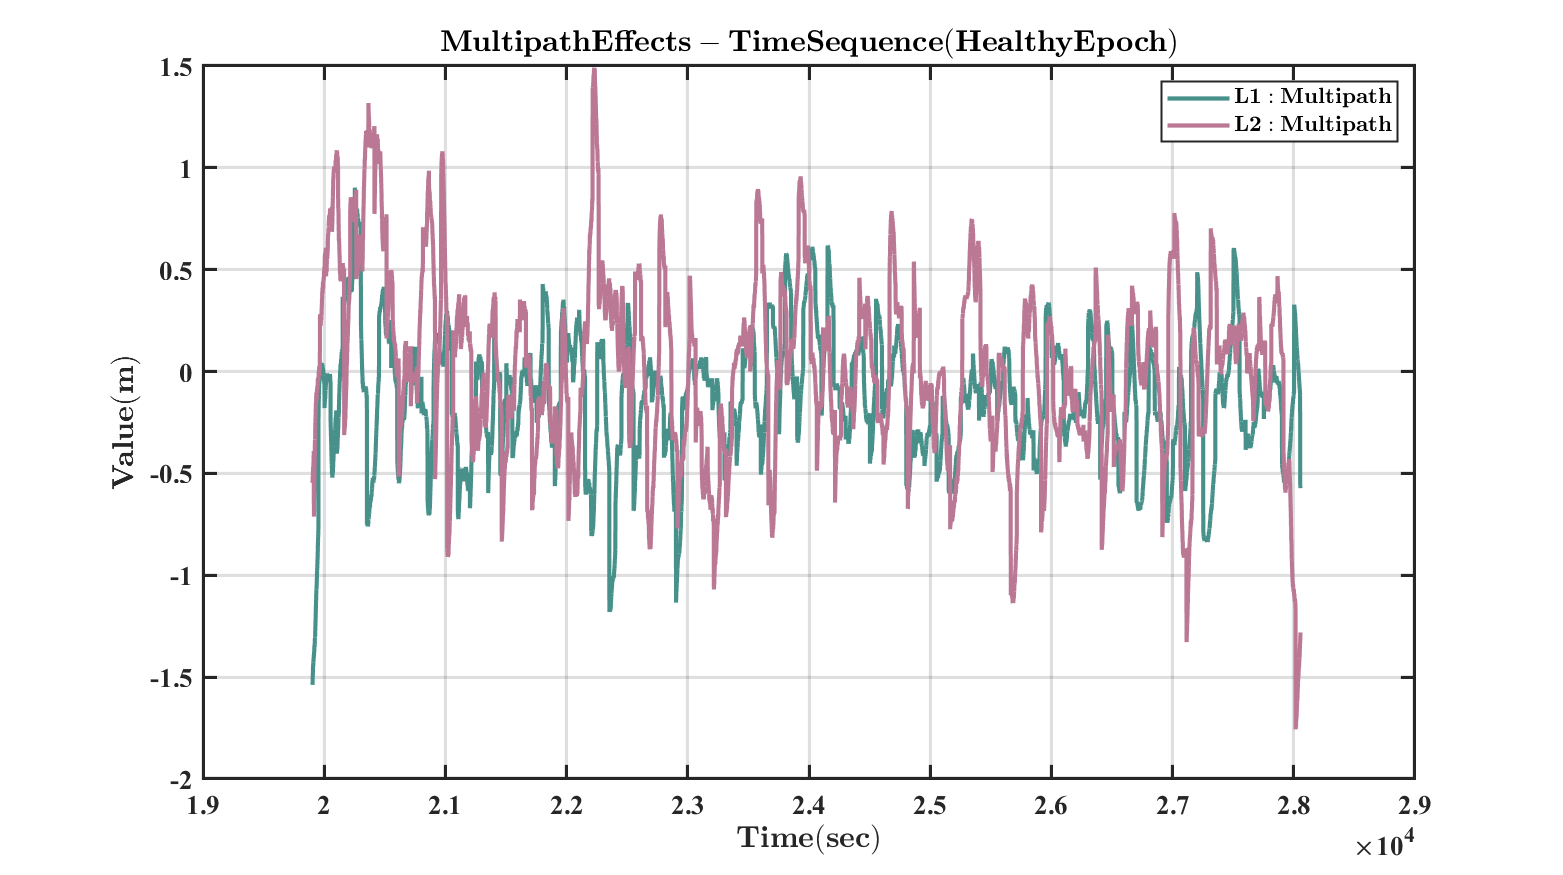 MultipathEffects – TimeSequence(HealthyEpoch)
L1 : Multipath
L2 : Multipath
1.5
1
0.5
0
-0.5
-1
-1.5
-2
Value(m)
1.9 2 2.1 2.2 2.3 2.4 2.5 2.6 2.7 2.8 2.9
Time(sec)
×10⁴